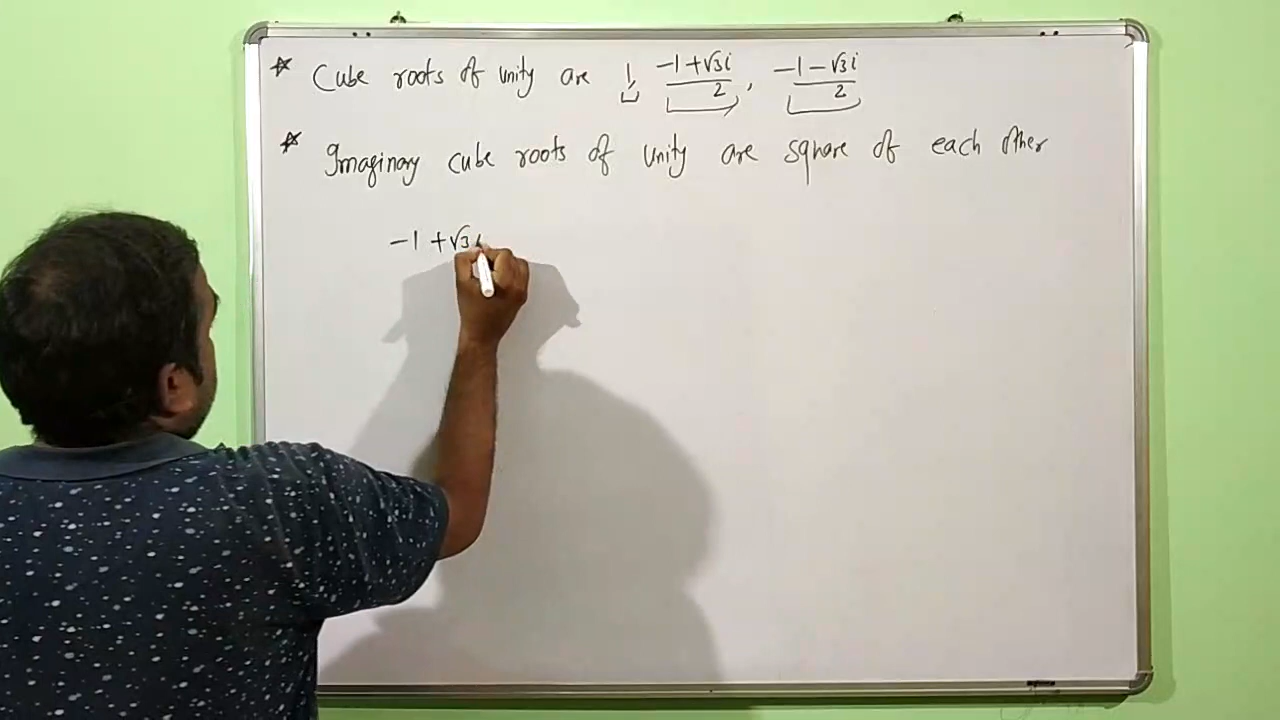 * Cube roots of unity are 1, (-1+√3i)/2, (-1-√3i)/2
* Imaginary cube roots of unity are square of each other
-1+√3i